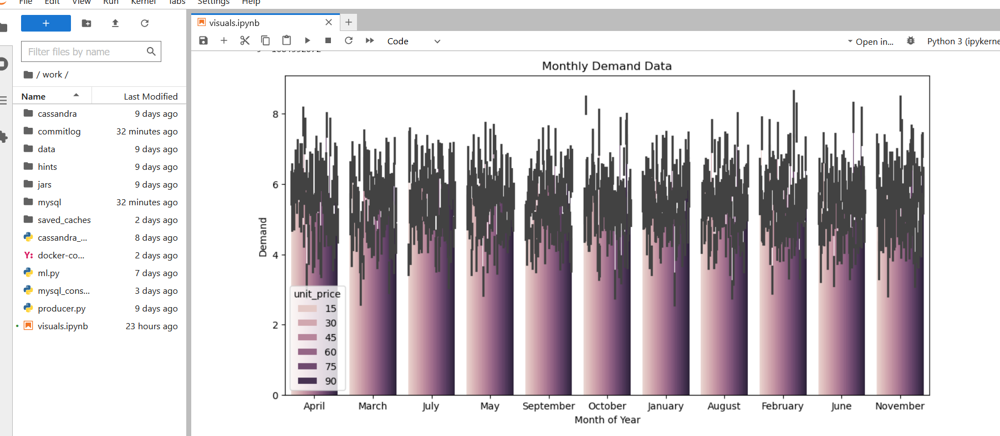 File Edit View Run Kernel Tabs Settings Help
visuals.ipynb
Code
Open in...
Python 3 (ipykerne
Filter files by name
/ work /
Name Last Modified
cassandra 9 days ago
commitlog 32 minutes ago
data 9 days ago
hints 9 days ago
jars 9 days ago
mysql 32 minutes ago
saved_caches 2 days ago
cassandra_... 8 days ago
Y: docker-co... 2 days ago
ml.py 7 days ago
mysql_cons... 3 days ago
producer.py 9 days ago
visuals.ipynb 23 hours ago
Monthly Demand Data
8
6
4
2
0
Demand
unit_price
15
30
45
60
75
90
April March July May September October January August February June November
Month of Year